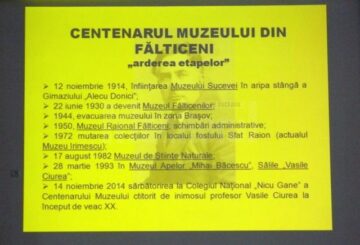 CENTENARUL MUZEULUI DIN
FĂLTICENI
„arderea etapelor”
12 noiembrie 1914, înființarea Muzeului Sucevei în aripa stângă a
Gimaziului „Alecu Donici”;
22 iunie 1930 a devenit Muzeul Fălticenilor;
1944, evacuarea muzeului în zona Brașov;
1950, Muzeul Raional Fălticeni, schimbări administrative;
1972 mutarea colecțiilor în localul fostului Sfat Raion (actualul
Muzeu Irimescu);
17 august 1982 Muzeul de Științe Naturale;
28 martie 1993 în Muzeul Apelor „Mihai Băcescu”, Sălile „Vasile
Ciurea”;
14 noiembrie 2014 sărbătorirea la Colegiul Național „Nicu Gane” a
Centenarului Muzeului ctitorit de inimosul profesor Vasile Ciurea la
început de veac XX.